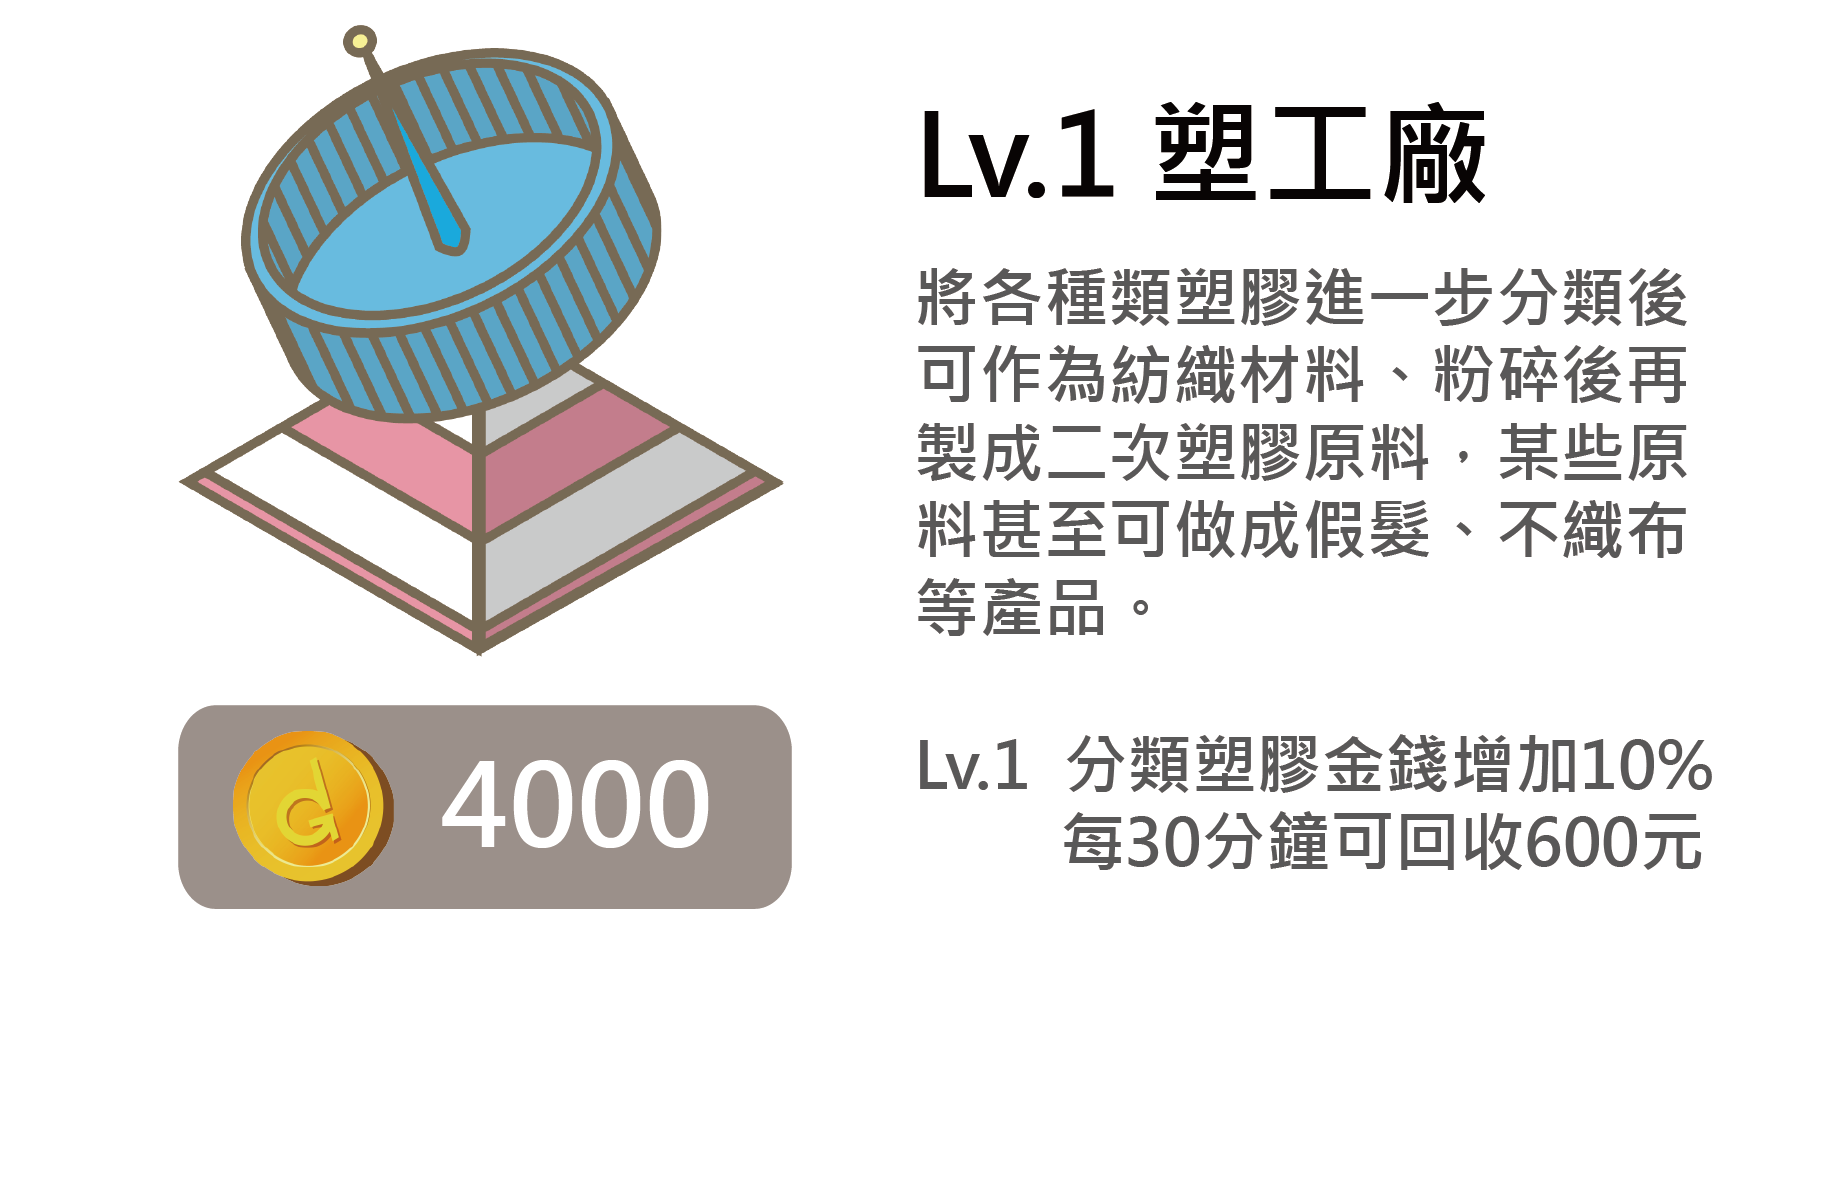 Lv.1 塑工廠
將各種類塑膠進一步分類後
可作為紡織材料、粉碎後再
製成二次塑膠原料，某些原
料甚至可做成假髮、不織布
等產品。
4000
Lv.1 分類塑膠金錢增加10%
每30分鐘可回收600元